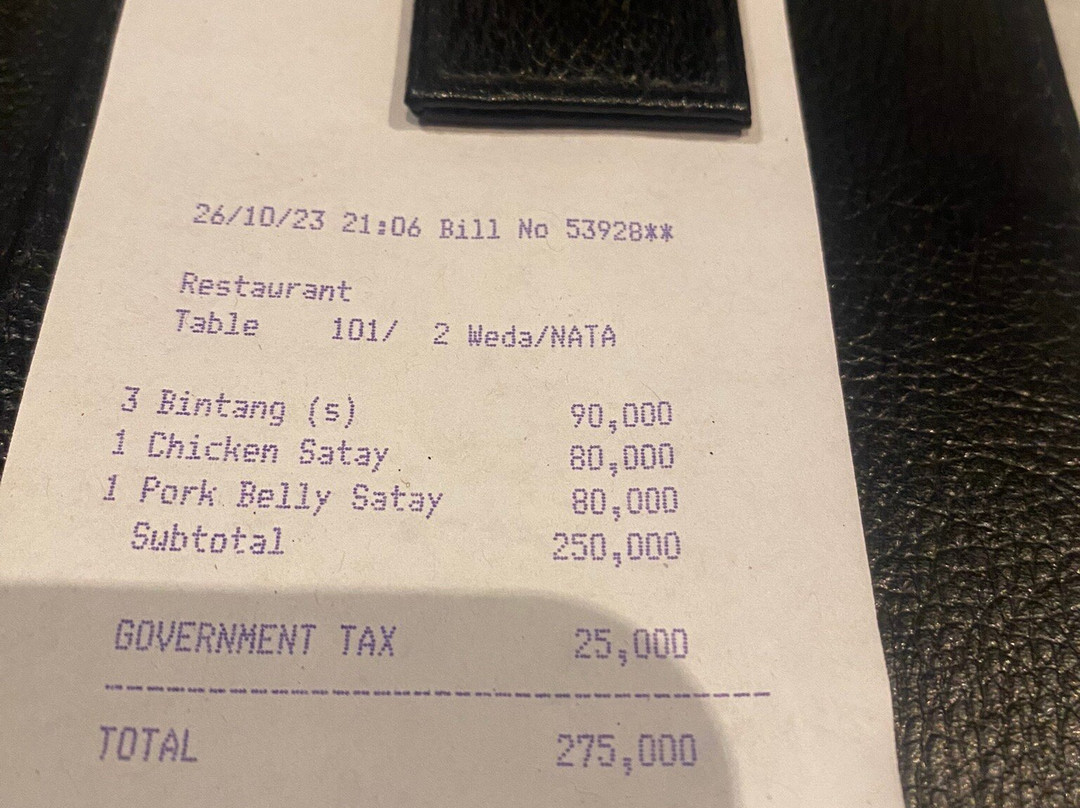 26/10/23 21:06 Bill No 53928**
Restaurant
Table 101/ 2 Weda/NATA
3 Bintang (s) 90,000
1 Chicken Satay 80,000
1 Pork Belly Satay 80,000
Subtotal 250,000
GOVERNMENT TAX 25,000
TOTAL 275,000